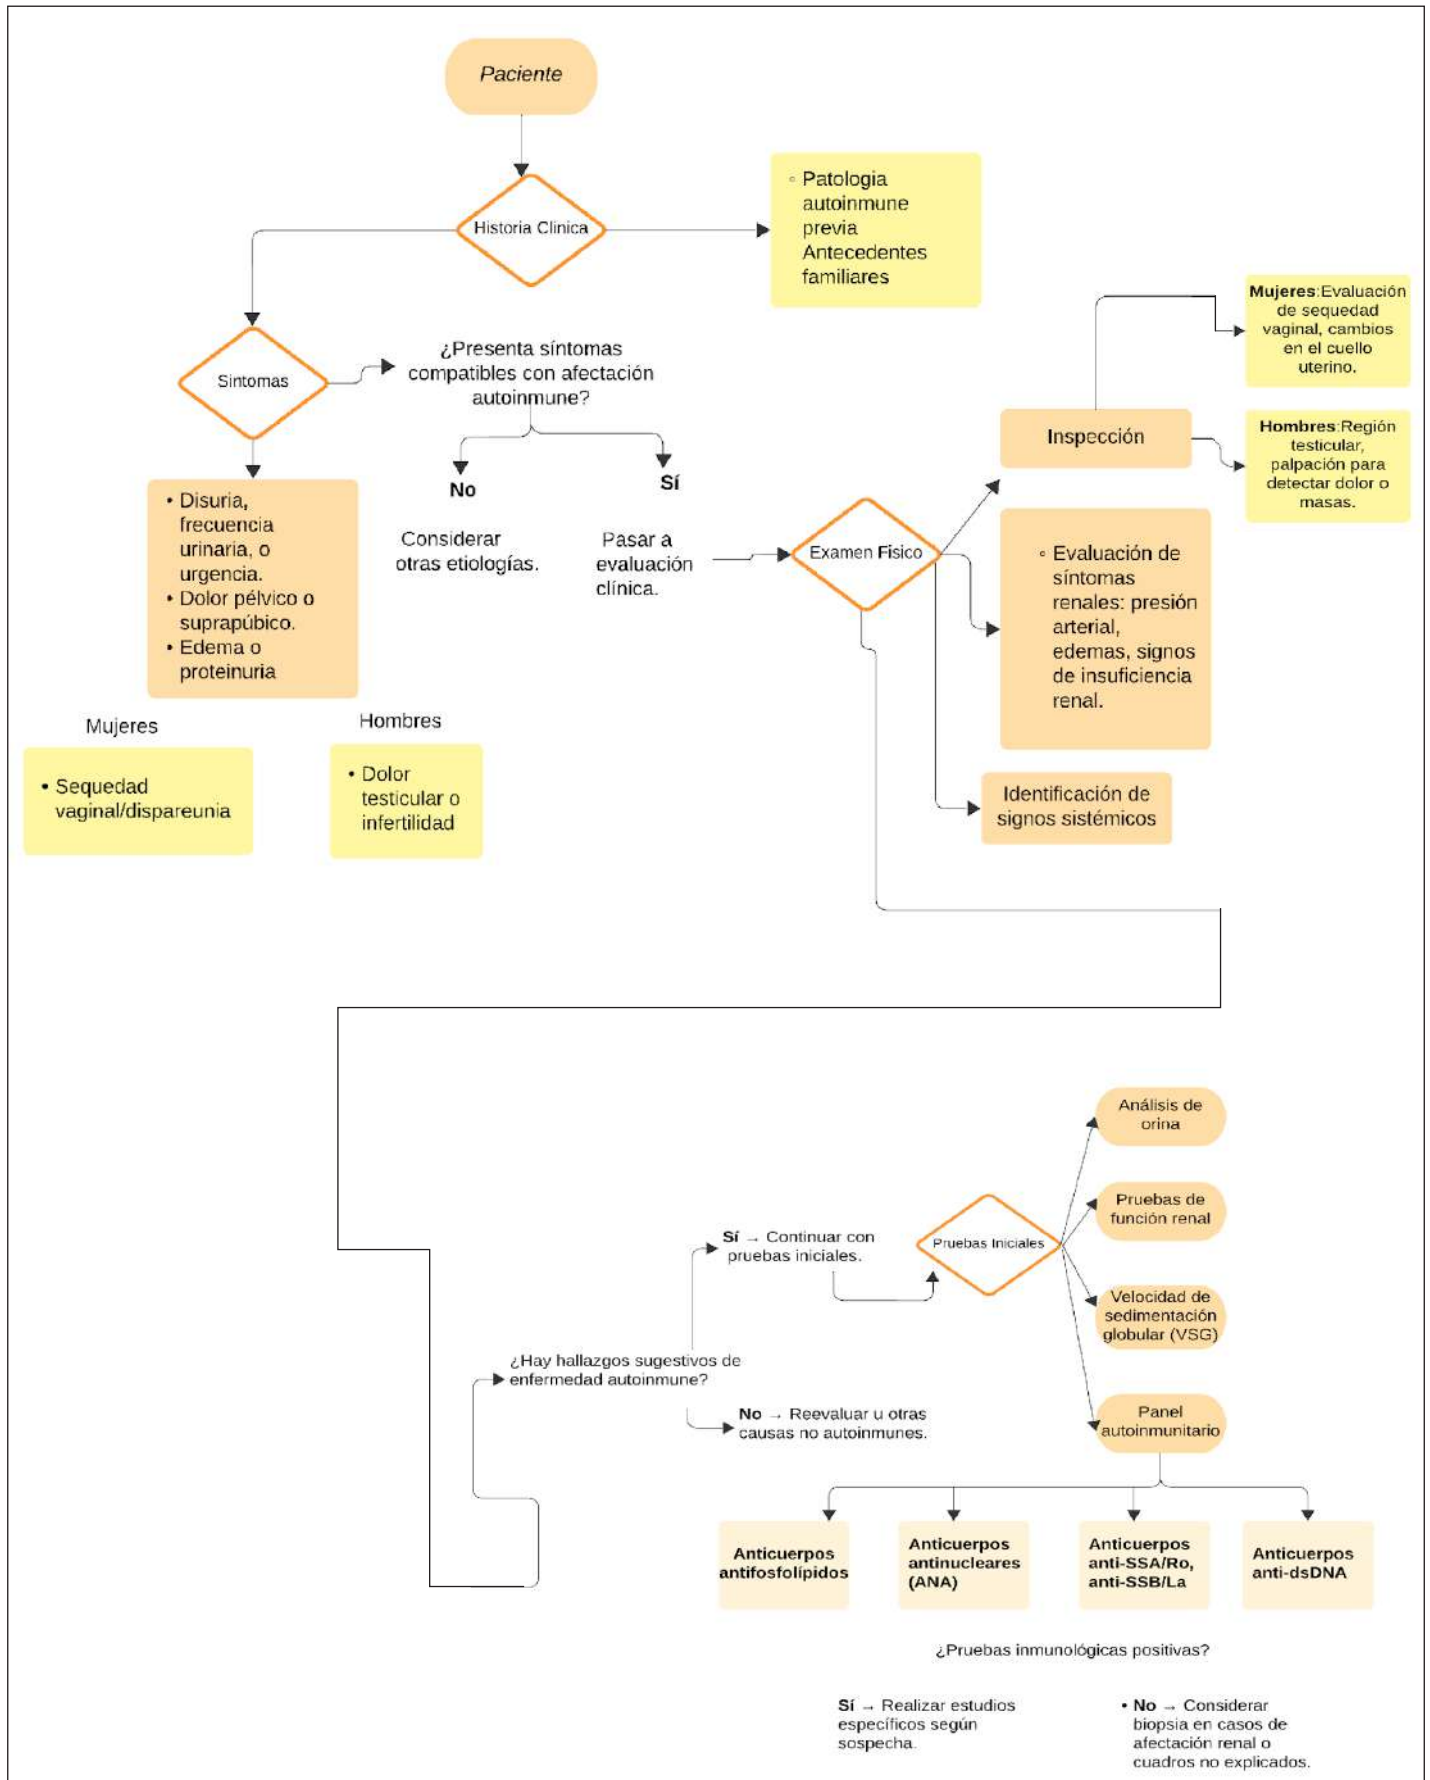 Paciente
Historia Clinica
◦ Patologia
autoinmune
previa
Antecedentes
familiares
Sintomas
¿Presenta síntomas
compatibles con afectación
autoinmune?
No
Sí
Considerar
otras etiologías.
Pasar a
evaluación
clínica.
• Disuria,
frecuencia
urinaria, o
urgencia.
• Dolor pélvico o
suprapúbico.
• Edema o
proteinuria
Mujeres
Hombres
• Sequedad
vaginal/dispareunia
• Dolor
testicular o
infertilidad
Examen Fisico
Inspección
Mujeres:Evaluación
de sequedad
vaginal, cambios
en el cuello
uterino.
Hombres:Región
testicular,
palpación para
detectar dolor o
masas.
◦ Evaluación de
síntomas
renales: presión
arterial,
edemas, signos
de insuficiencia
renal.
Identificación de
signos sistémicos
¿Hay hallazgos sugestivos de
enfermedad autoinmune?
Sí → Continuar con
pruebas iniciales.
No → Reevaluar u otras
causas no autoinmunes.
Pruebas Iniciales
Análisis de
orina
Pruebas de
función renal
Velocidad de
sedimentación
globular (VSG)
Panel
autoinmunitario
Anticuerpos
antifosfolípidos
Anticuerpos
antinucleares
(ANA)
Anticuerpos
anti-SSA/Ro,
anti-SSB/La
Anticuerpos
anti-dsDNA
¿Pruebas inmunológicas positivas?
Sí → Realizar estudios
específicos según
sospecha.
• No → Considerar
biopsia en casos de
afectación renal o
cuadros no explicados.